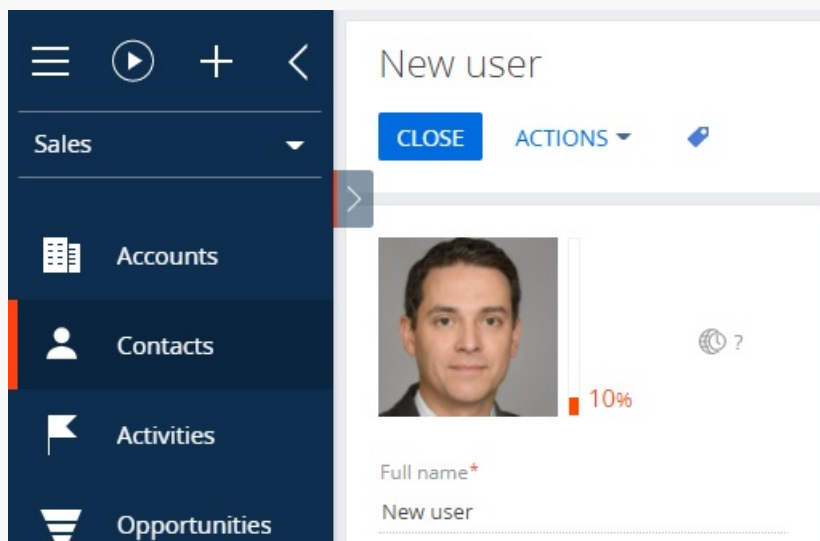 New user
CLOSE
ACTIONS
Sales
Accounts
Contacts
Activities
Opportunities
?
10%
Full name*
New user